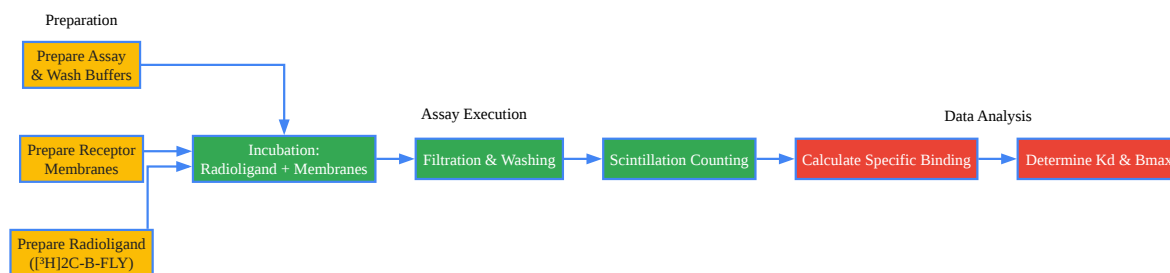 Preparation
Prepare Assay
& Wash Buffers
Prepare Receptor
Membranes
Prepare Radioligand
([³H]2C-B-FLY)
Assay Execution
Incubation:
Radioligand + Membranes
Filtration & Washing
Scintillation Counting
Data Analysis
Calculate Specific Binding
Determine Kd & Bmax